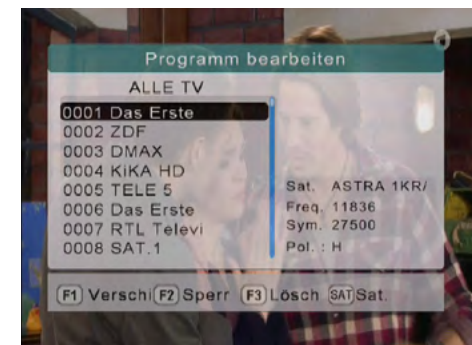 Programm bearbeiten
ALLE TV
0001 Das Erste
0002 ZDF
0003 DMAX
0004 KiKA HD
0005 TELE 5
0006 Das Erste
0007 RTL Televi
0008 SAT.1
Sat. ASTRA 1KR/
Freq. 11836
Sym. 27500
Pol. : H
F1 Verschi F2 Sperr F3 Lösch SAT Sat.